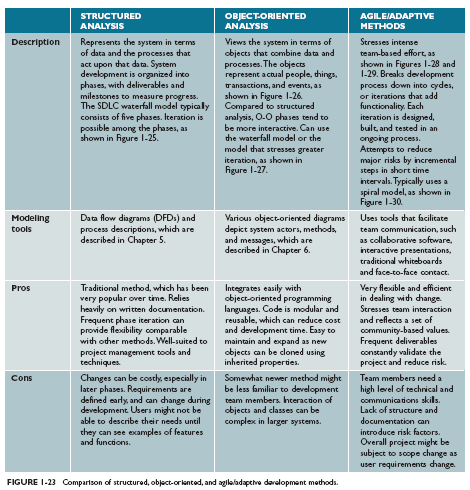 STRUCTURED
ANALYSIS
OBJECT-ORIENTED
ANALYSIS
AGILE/ADAPTIVE
METHODS
Description
Represents the system in terms
of data and the processes that
act upon that data. System
development is organized into
phases, with deliverables and
milestones to measure progress.
The SDLC waterfall model typically
consists of five phases. Iteration is
possible among the phases, as
shown in Figure 1-25.
Views the system in terms of
objects that combine data and
processes. The objects
represent actual people, things,
transactions, and events, as
shown in Figure 1-26.
Compared to structured
analysis, O-O phases tend to
be more interactive. Can use
the waterfall model or the
model that stresses greater
iteration, as shown in
Figure 1-27.
Stresses intense
team-based effort, as
shown in Figures 1-28 and
1-29. Breaks development
process down into cycles,
or iterations that add
functionality. Each
iteration is designed,
built, and tested in an
ongoing process.
Attempts to reduce
major risks by incremental
steps in short time
intervals. Typically uses a
spiral model, as shown in
Figure 1-30.
Modeling
tools
Data flow diagrams (DFDs) and
process descriptions, which are
described in Chapter 5.
Various object-oriented diagrams
depict system actors, methods,
and messages, which are
described in Chapter 6.
Uses tools that facilitate
team communication, such
as collaborative software,
interactive presentations,
traditional whiteboards
and face-to-face contact.
Pros
Traditional method, which has been
very popular over time. Relies
heavily on written documentation.
Frequent phase iteration can
provide flexibility comparable
with other methods. Well-suited to
project management tools and
techniques.
Integrates easily with
object-oriented programming
languages. Code is modular and
reusable, which can reduce cost
and development time. Easy to
maintain and expand as new
objects can be cloned using
inherited properties.
Very flexible and efficient
in dealing with change.
Stresses team interaction
and reflects a set of
community-based values.
Frequent deliverables
constantly validate the
project and reduce risk.
Cons
Changes can be costly, especially in
later phases. Requirements are
defined early, and can change during
development. Users might not be
able to describe their needs until
they can see examples of features
and functions.
Somewhat newer method might
be less familiar to development
team members. Interaction of
objects and classes can be
complex in larger systems.
Team members need a
high level of technical and
communications skills.
Lack of structure and
documentation can
introduce risk factors.
Overall project might be
subject to scope change as
user requirements change.
FIGURE 1-23 Comparison of structured, object-oriented, and agile/adaptive development methods.